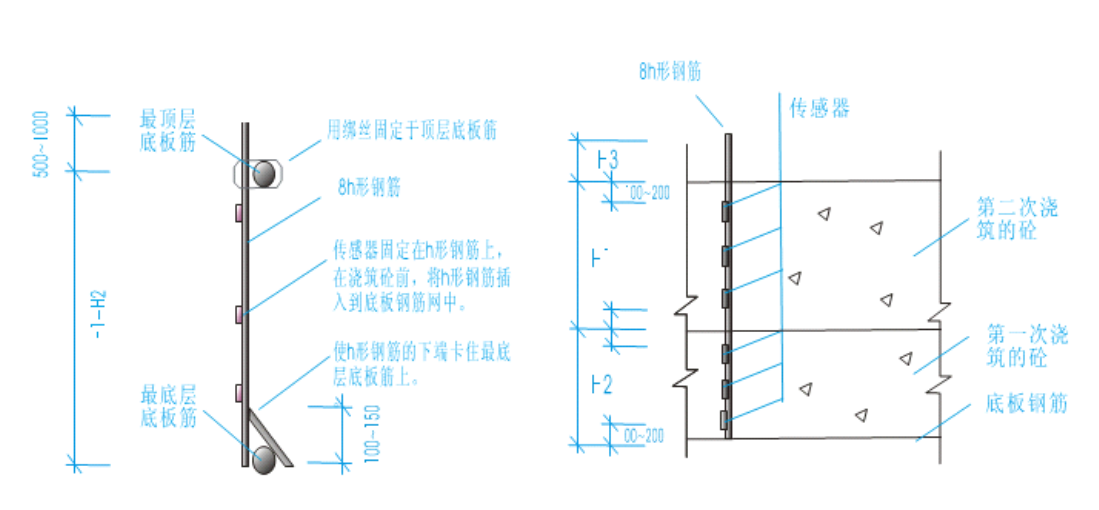 500~1000
最顶层
底板筋
用绑丝固定于顶层底板筋
8h形钢筋
传感器固定在h形钢筋上，
在浇筑砼前，将h形钢筋插
入到底板钢筋网中。
-1-H2
使h形钢筋的下端卡住最底
层底板筋上。
最底层
底板筋
100~150
8h形钢筋
传感器
H3
00~200
第二次浇
筑的砼
第一次浇
筑的砼
H2
底板钢筋
00~200